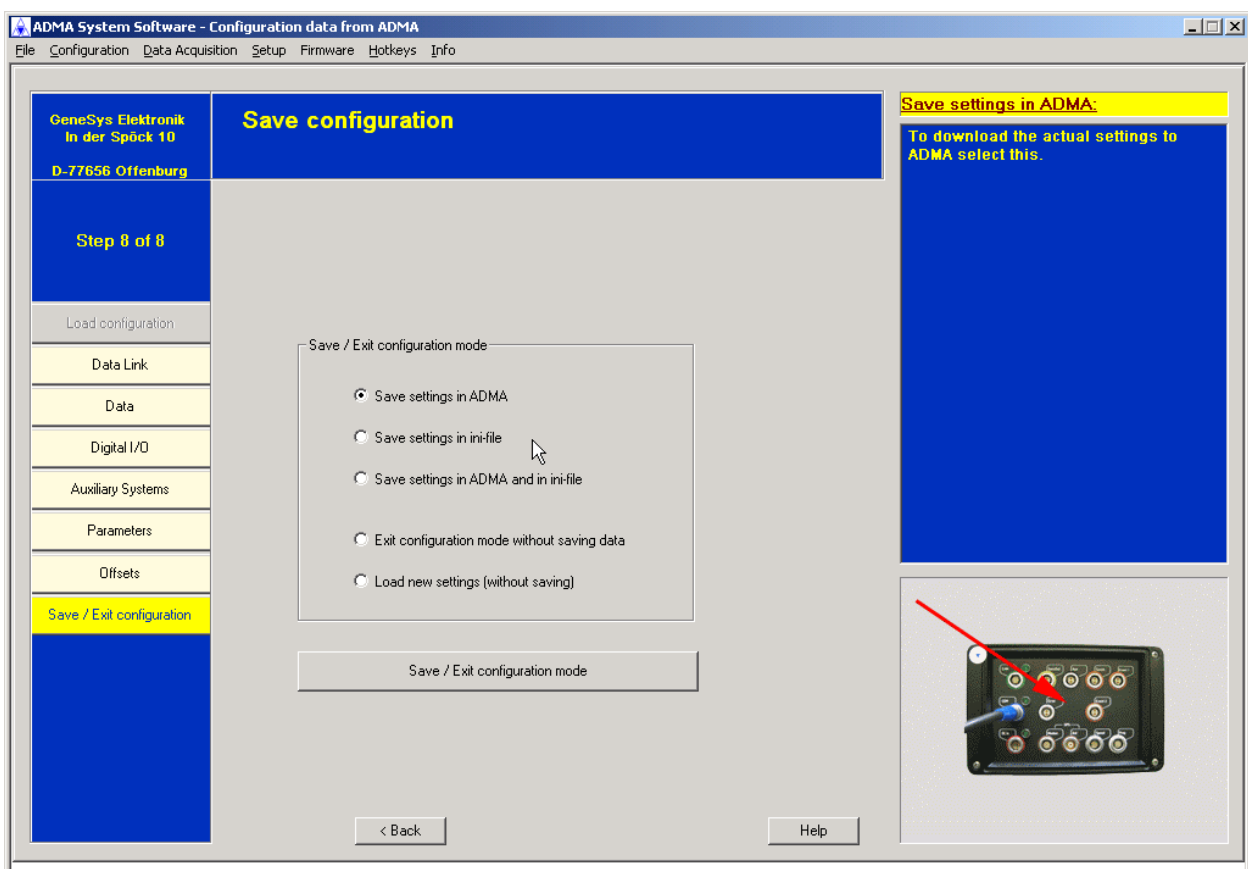 ADMA System Software - Configuration data from ADMA
File Configuration Data Acquisition Setup Firmware Hotkeys Info
GeneSys Elektronik
In der Spöck 10
D-77656 Offenburg
Save configuration
Save settings in ADMA:
To download the actual settings to
ADMA select this.
Step 8 of 8
Load configuration
Data Link
Data
Digital I/O
Auxiliary Systems
Parameters
Offsets
Save / Exit configuration
Save / Exit configuration mode
Save settings in ADMA
Save settings in ini-file
Save settings in ADMA and in ini-file
Exit configuration mode without saving data
Load new settings (without saving)
Save / Exit configuration mode
< Back
Help